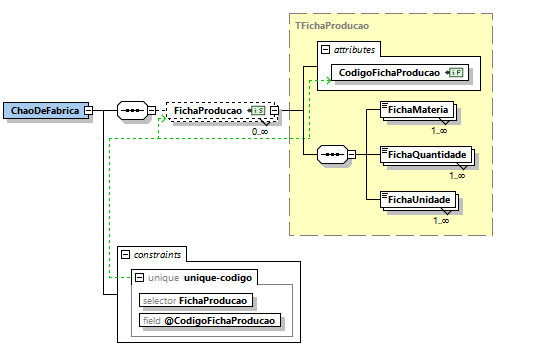 TFichaProducao
attributes
CodigoFichaProducao
ChaoDeFabrica
FichaProducao
0..∞
FichaMateria
1..∞
FichaQuantidade
1..∞
FichaUnidade
1..∞
constraints
unique unique-codigo
selector FichaProducao
field @CodigoFichaProducao